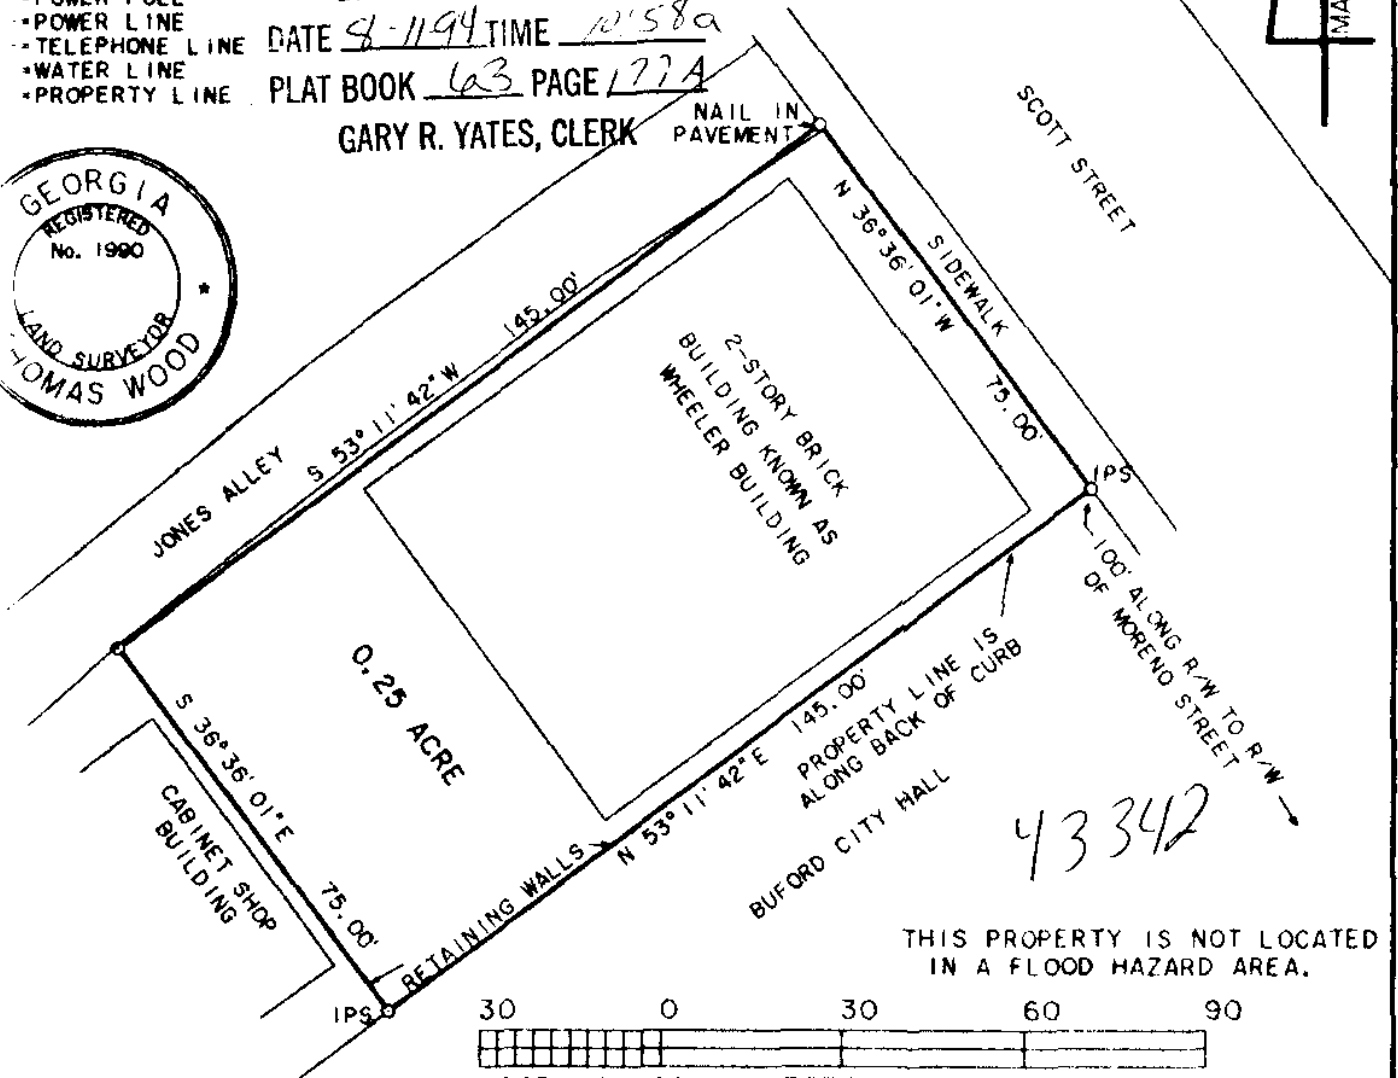 =POWER POLE
=POWER LINE
=TELEPHONE LINE
=WATER LINE
=PROPERTY LINE
DATE 8-11-94 TIME 10:58a
PLAT BOOK 63 PAGE 177A
GARY R. YATES, CLERK
GEORGIA
REGISTERED
No. 1990
LAND SURVEYOR
THOMAS WOOD
*
NAIL IN
PAVEMENT
SCOTT STREET
SIDEWALK
N 36° 36' 01" W 75.00'
IPS
JONES ALLEY
S 53° 11' 42" W 145.00'
2-STORY BRICK
BUILDING KNOWN AS
WHEELER BUILDING
0.25 ACRE
S 36° 36' 01" E 75.00'
CABINET SHOP
BUILDING
IPS
RETAINING WALLS
N 53° 11' 42" E 145.00'
PROPERTY LINE IS
ALONG BACK OF CURB
BUFORD CITY HALL
100' ALONG R/W TO R/W
OF MORENO STREET
43342
THIS PROPERTY IS NOT LOCATED
IN A FLOOD HAZARD AREA.
30 0 30 60 90
MA